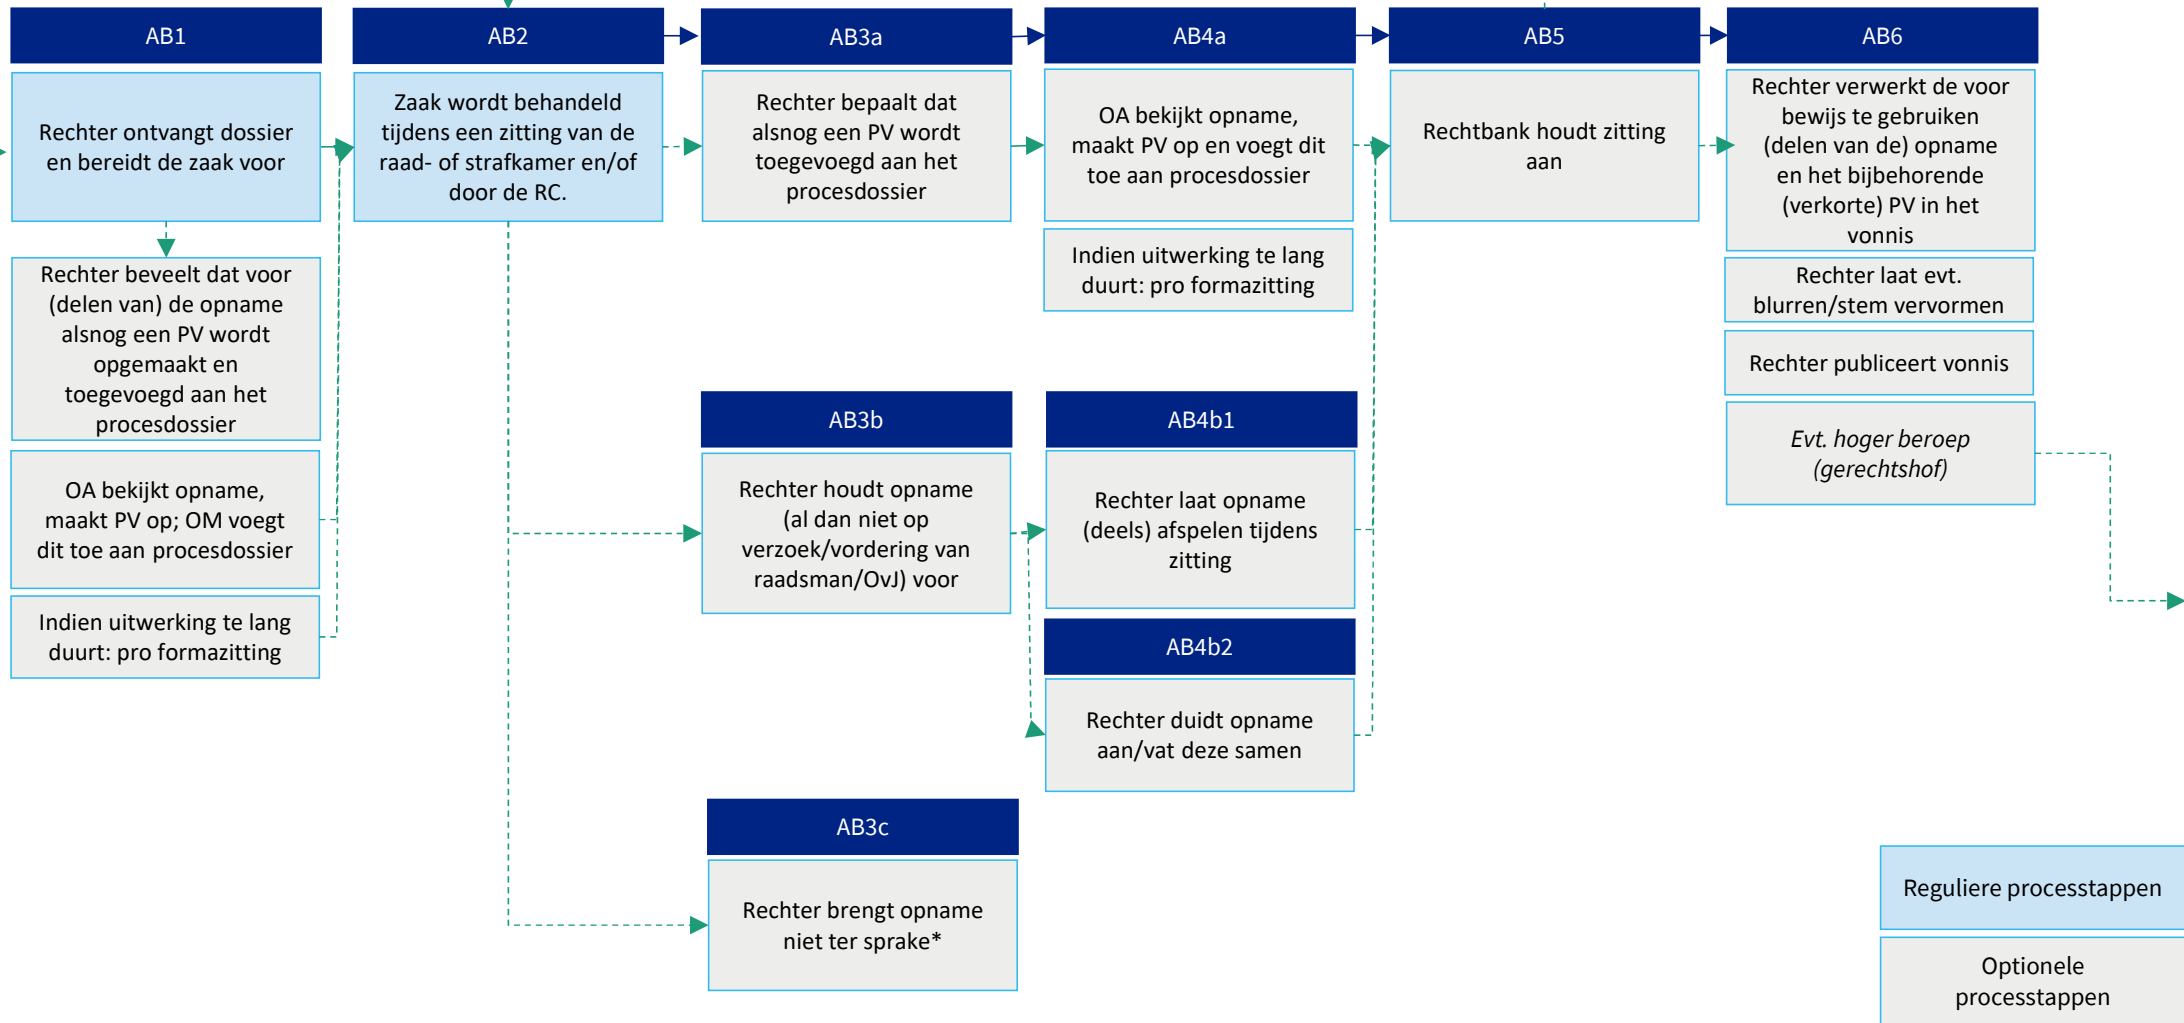 AB1
Rechter ontvangt dossier
en bereidt de zaak voor
Rechter beveelt dat voor
(delen van) de opname
alsnog een PV wordt
opgemaakt en
toegevoegd aan het
procesdossier
OA bekijkt opname,
maakt PV op; OM voegt
dit toe aan procesdossier
Indien uitwerking te lang
duurt: pro formazitting
AB2
Zaak wordt behandeld
tijdens een zitting van de
raad- of strafkamer en/of
door de RC.
AB3a
Rechter bepaalt dat
alsnog een PV wordt
toegevoegd aan het
procesdossier
AB4a
OA bekijkt opname,
maakt PV op en voegt dit
toe aan procesdossier
Indien uitwerking te lang
duurt: pro formazitting
AB5
Rechtbank houdt zitting
aan
AB6
Rechter verwerkt de voor
bewijs te gebruiken
(delen van de) opname
en het bijbehorende
(verkorte) PV in het
vonnis
Rechter laat evt.
blurren/stem vervormen
Rechter publiceert vonnis
Evt. hoger beroep
(gerechtshof)
AB3b
Rechter houdt opname
(al dan niet op
verzoek/vordering van
raadsman/OvJ) voor
AB4b1
Rechter laat opname
(deels) afspelen tijdens
zitting
AB4b2
Rechter duidt opname
aan/vat deze samen
AB3c
Rechter brengt opname
niet ter sprake*
Reguliere processtappen
Optionele
processtappen